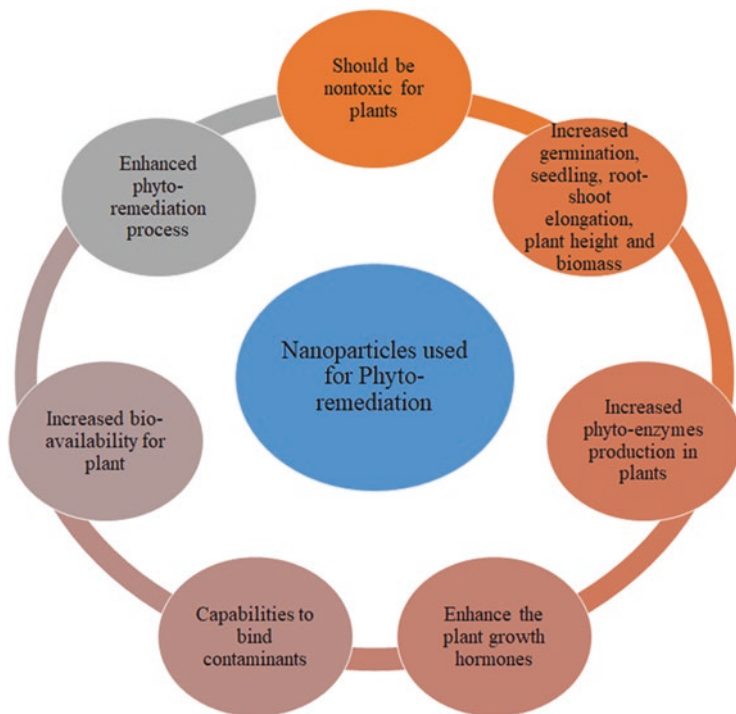 Should be
nontoxic for
plants
Increased
germination,
seedling, root-
shoot
elongation,
plant height and
biomass
Increased
phyto-enzymes
production in
plants
Enhance the
plant growth
hormones
Capabilities to
bind
contaminants
Increased bio-
availability for
plant
Enhanced
phyto-
remediation
process
Nanoparticles used
for Phyto-
remediation